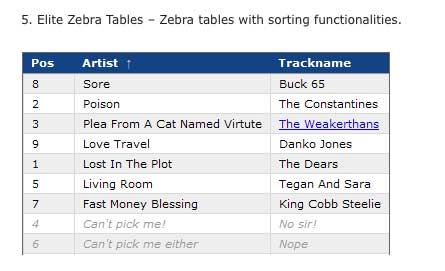 5. Elite Zebra Tables – Zebra tables with sorting functionalities.
Pos Artist ↑ Trackname
8 Sore Buck 65
2 Poison The Constantines
3 Plea From A Cat Named Virtute The Weakerthans
9 Love Travel Danko Jones
1 Lost In The Plot The Dears
5 Living Room Tegan And Sara
7 Fast Money Blessing King Cobb Steelie
4 Can't pick me! No sir!
6 Can't pick me either Nope